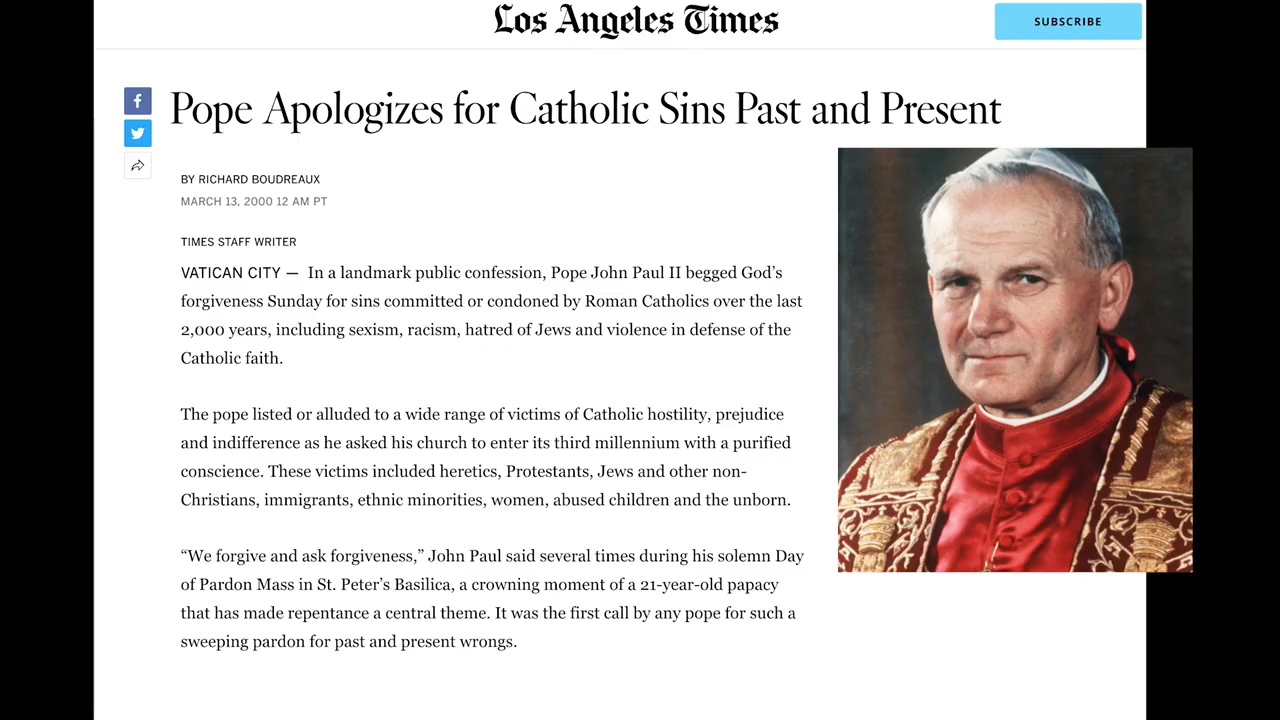 Los Angeles Times
SUBSCRIBE
Pope Apologizes for Catholic Sins Past and Present
BY RICHARD BOUDREAUX
MARCH 13, 2000 12 AM PT
TIMES STAFF WRITER
VATICAN CITY — In a landmark public confession, Pope John Paul II begged God’s
forgiveness Sunday for sins committed or condoned by Roman Catholics over the last
2,000 years, including sexism, racism, hatred of Jews and violence in defense of the
Catholic faith.
The pope listed or alluded to a wide range of victims of Catholic hostility, prejudice
and indifference as he asked his church to enter its third millennium with a purified
conscience. These victims included heretics, Protestants, Jews and other non-
Christians, immigrants, ethnic minorities, women, abused children and the unborn.
“We forgive and ask forgiveness,” John Paul said several times during his solemn Day
of Pardon Mass in St. Peter’s Basilica, a crowning moment of a 21-year-old papacy
that has made repentance a central theme. It was the first call by any pope for such a
sweeping pardon for past and present wrongs.